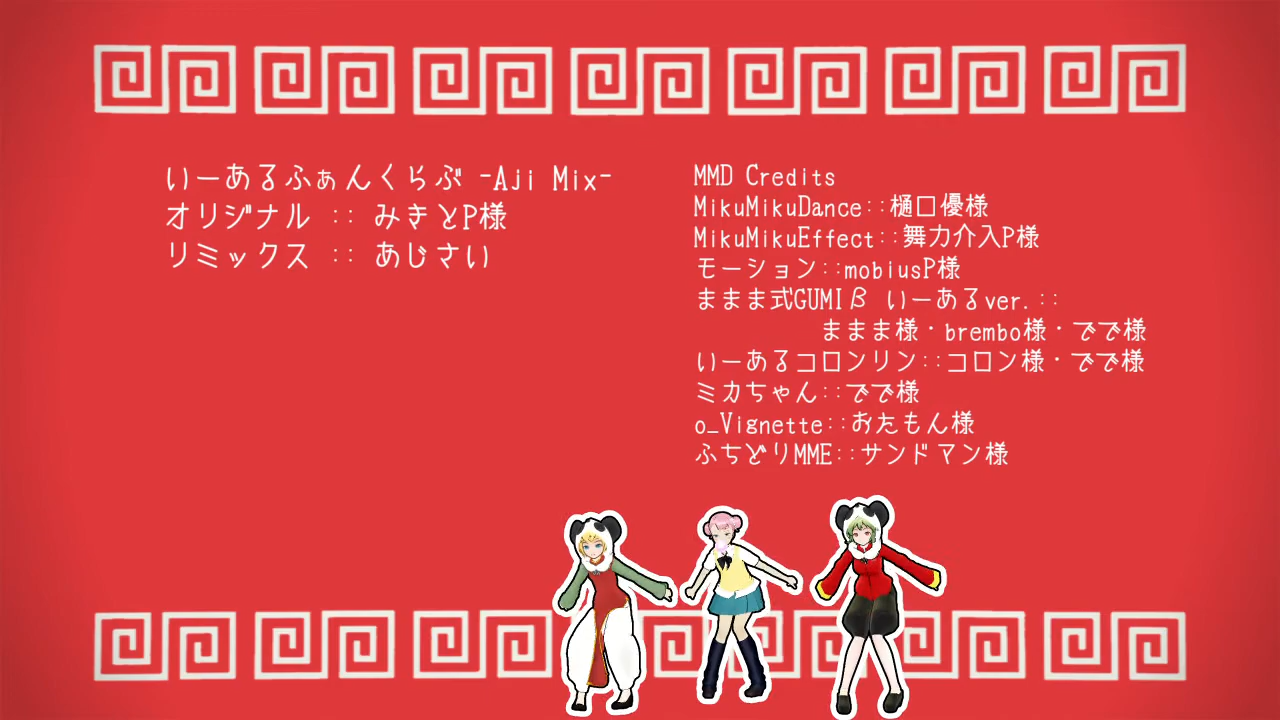 いーあるふぁんくらぶ -Aji Mix-
オリジナル :: みきとP様
リミックス :: あじさい
MMD Credits
MikuMikuDance::樋口優様
MikuMikuEffect::舞力介入P様
モーション::mobiusP様
ままま式GUMIβ いーあるver.::
ままま様・brembo様・でで様
いーあるコロンリン::コロン様・でで様
ミカちゃん::でで様
o_Vignette::おたもん様
ふちどりMME::サンドマン様